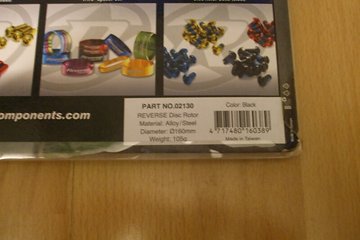 PART NO.02130
REVERSE Disc Rotor
Material: Alloy/Steel
Diameter: Ø160mm
Weight: 105g
Color: Black
4 717480 160389
Made in Taiwan
components.com